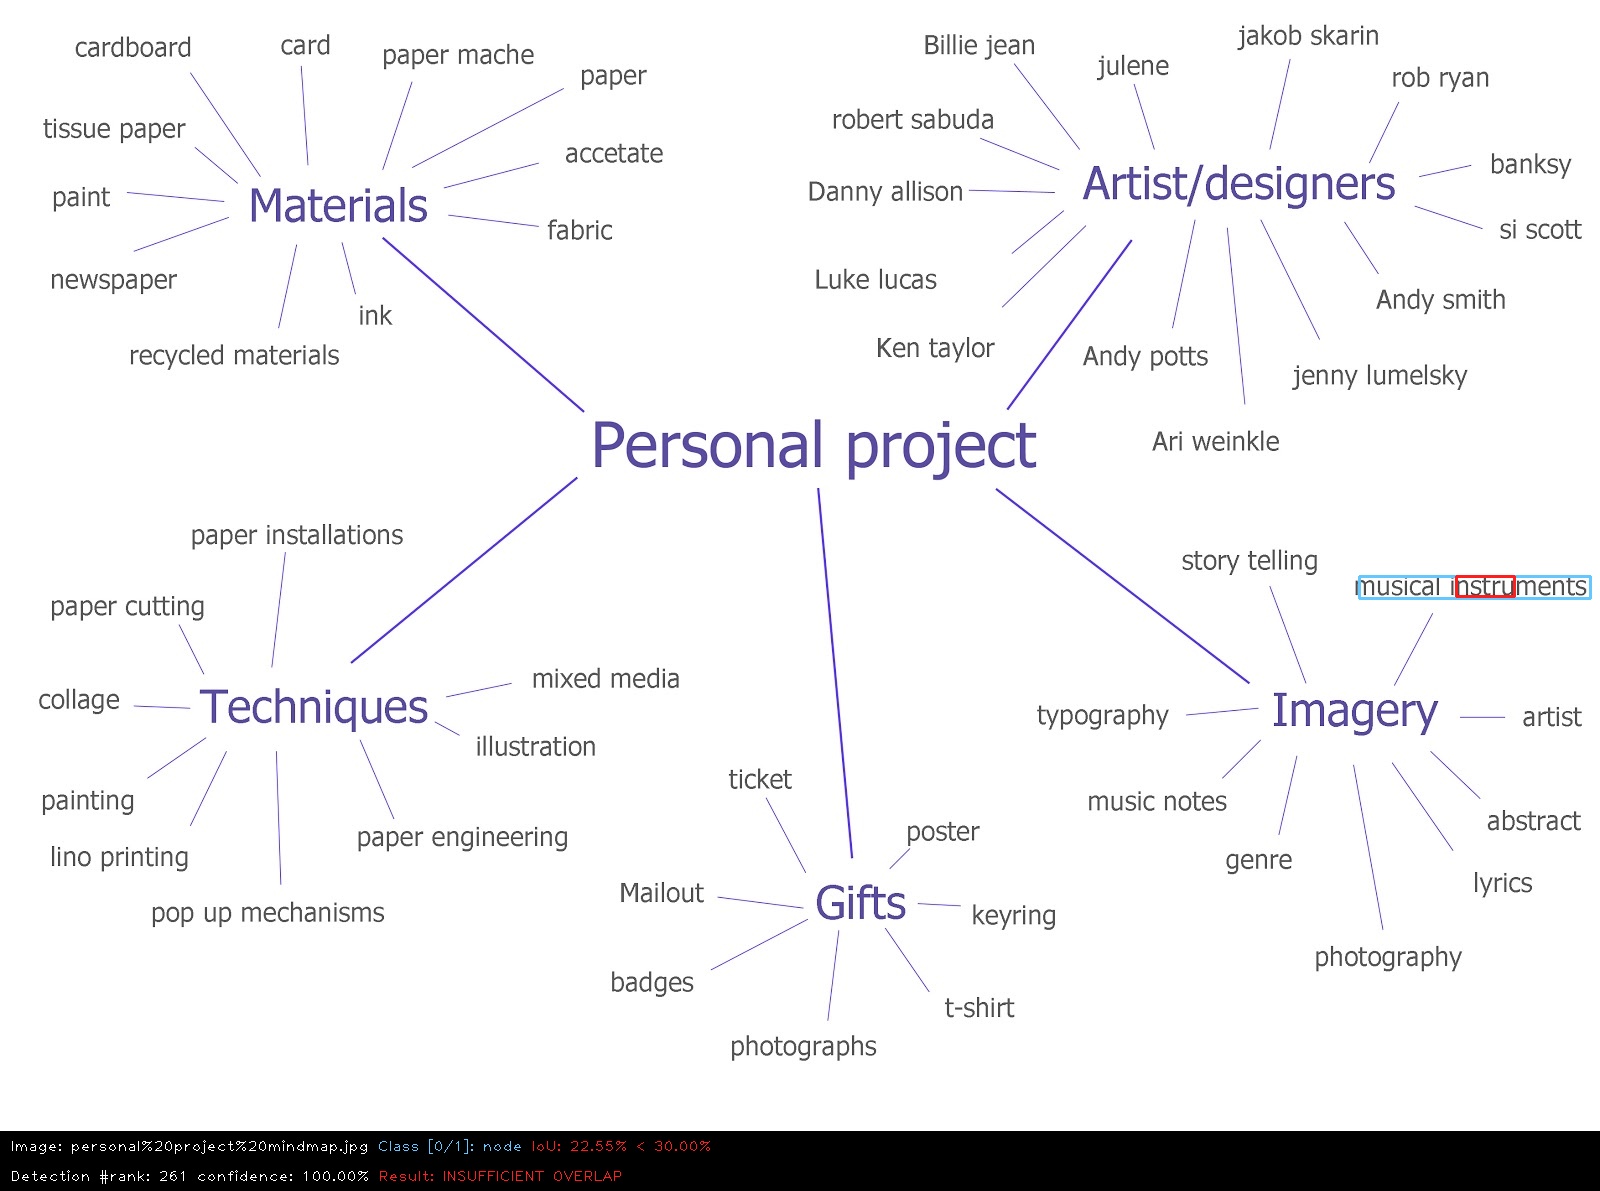 cardboard
card
paper mache
paper
tissue paper
accetate
paint
Materials
fabric
newspaper
ink
recycled materials
Billie jean
julene
jakob skarin
rob ryan
robert sabuda
banksy
Danny allison
Artist/designers
si scott
Luke lucas
Andy smith
Ken taylor
Andy potts
jenny lumelsky
Ari weinkle
Personal project
paper installations
paper cutting
collage
Techniques
mixed media
illustration
painting
lino printing
paper engineering
pop up mechanisms
ticket
poster
Mailout
Gifts
keyring
badges
t-shirt
photographs
story telling
musical instruments
typography
Imagery
artist
music notes
abstract
genre
lyrics
photography
Image: personal%20project%20mindmap.jpg Class [0/1]: node IoU: 22.55% < 30.00%
Detection #rank: 261 confidence: 100.00% Result: INSUFFICIENT OVERLAP